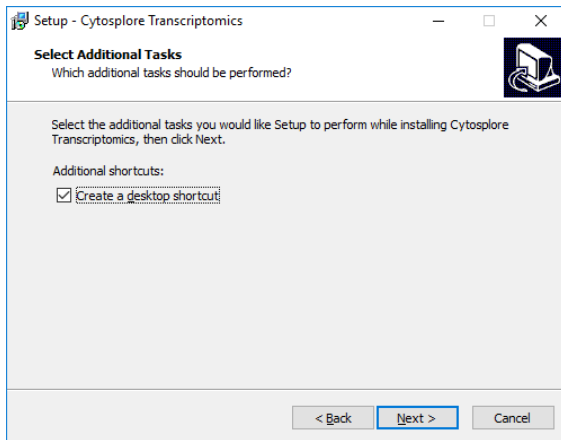 Setup - Cytosplore Transcriptomics
Select Additional Tasks
Which additional tasks should be performed?
Select the additional tasks you would like Setup to perform while installing Cytosplore
Transcriptomics, then click Next.
Additional shortcuts:
Create a desktop shortcut
< Back Next > Cancel